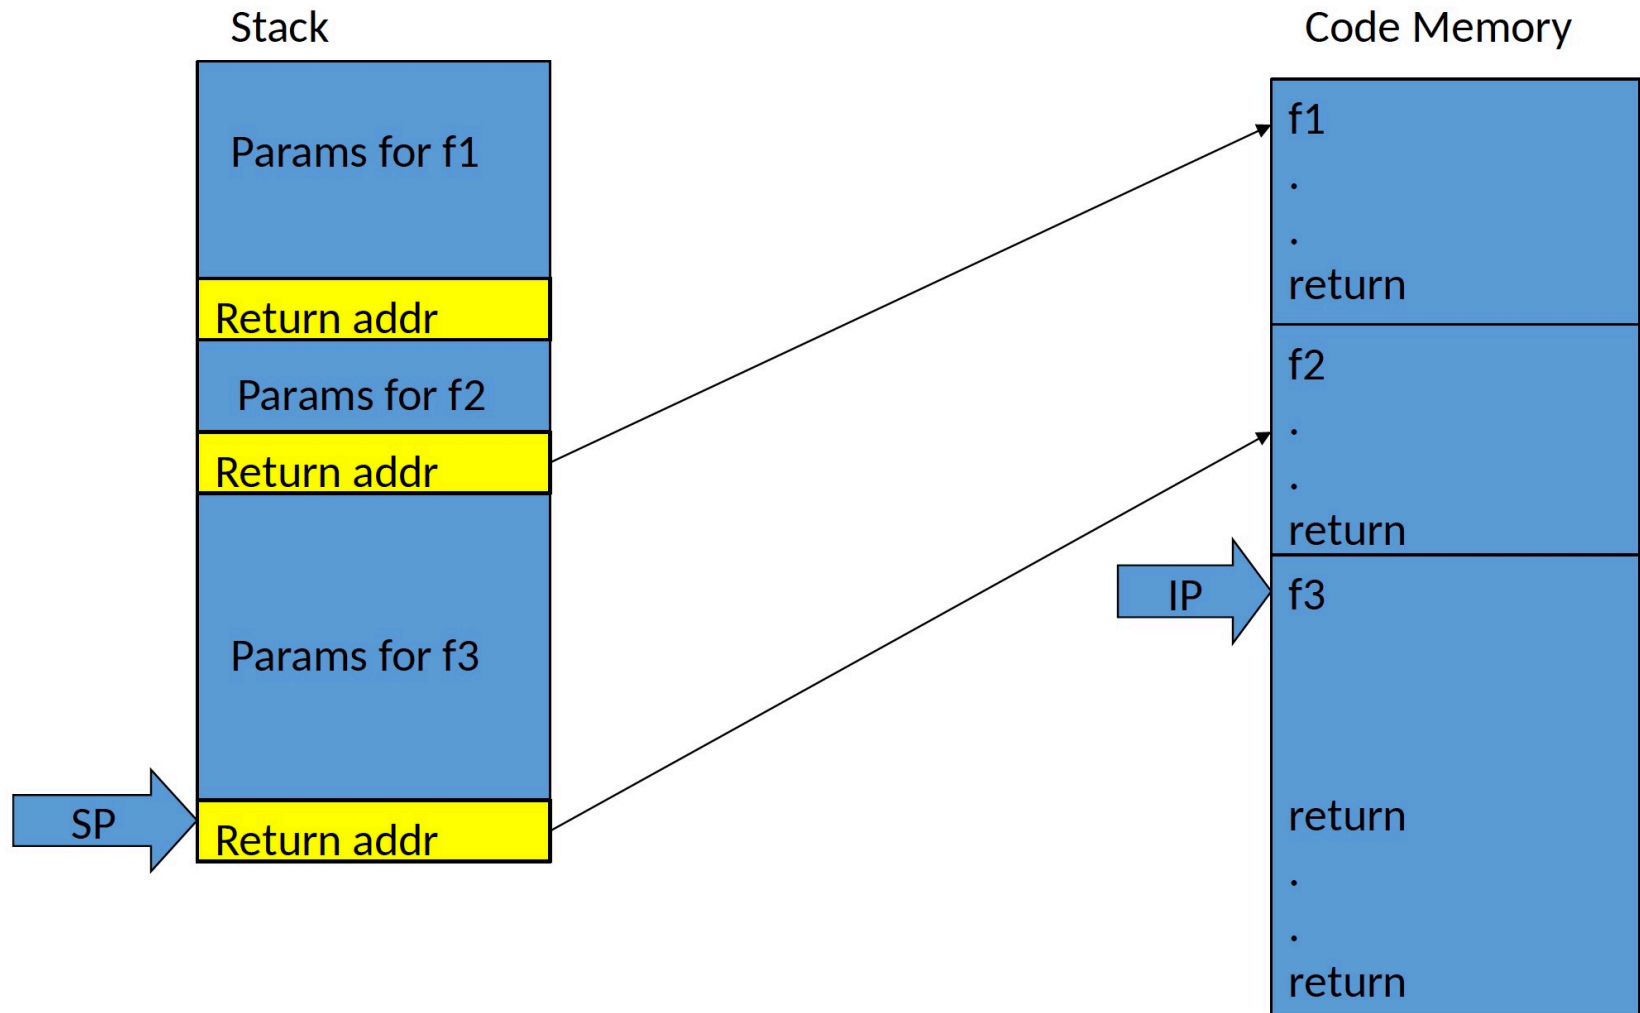 Stack
Params for f1
Return addr
Params for f2
Return addr
Params for f3
SP
Return addr
Code Memory
f1
.
.
return
f2
.
.
return
IP
f3
return
.
.
return